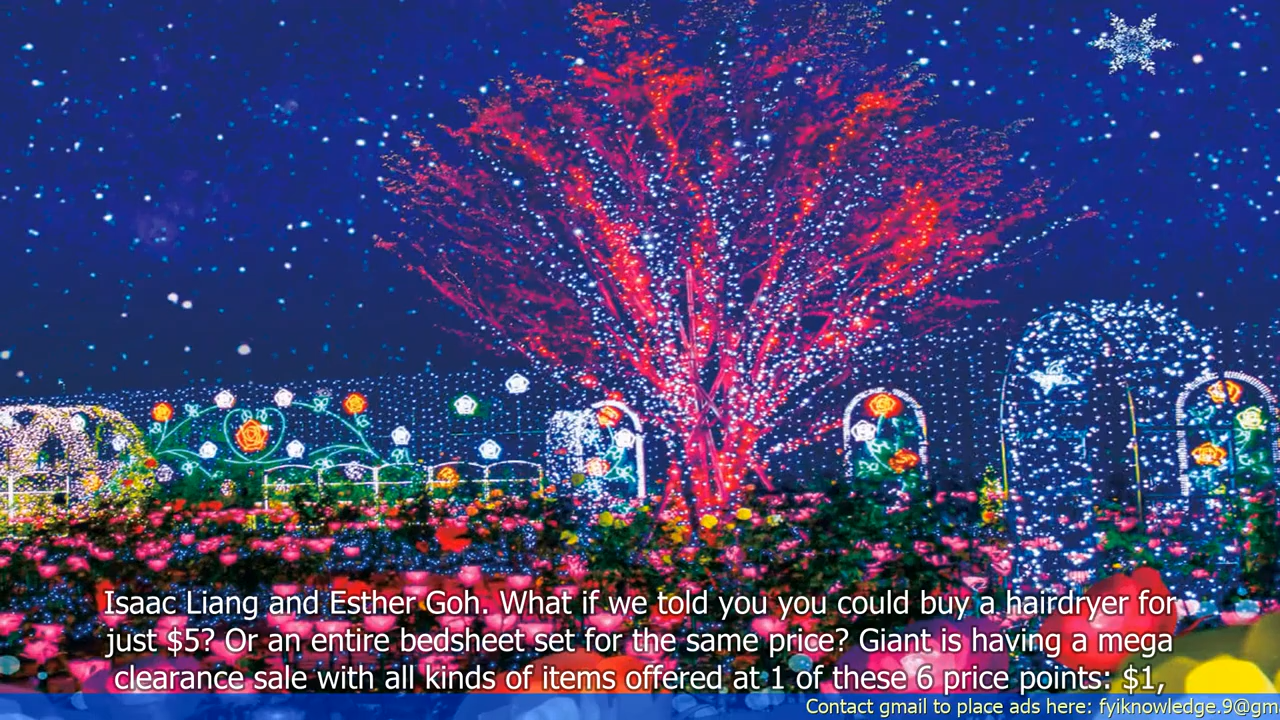 Isaac Liang and Esther Goh. What if we told you you could buy a hairdryer for
just $5? Or an entire bedsheet set for the same price? Giant is having a mega
clearance sale with all kinds of items offered at 1 of these 6 price points: $1,
Contact gmail to place ads here: fyiknowledge.9@gm